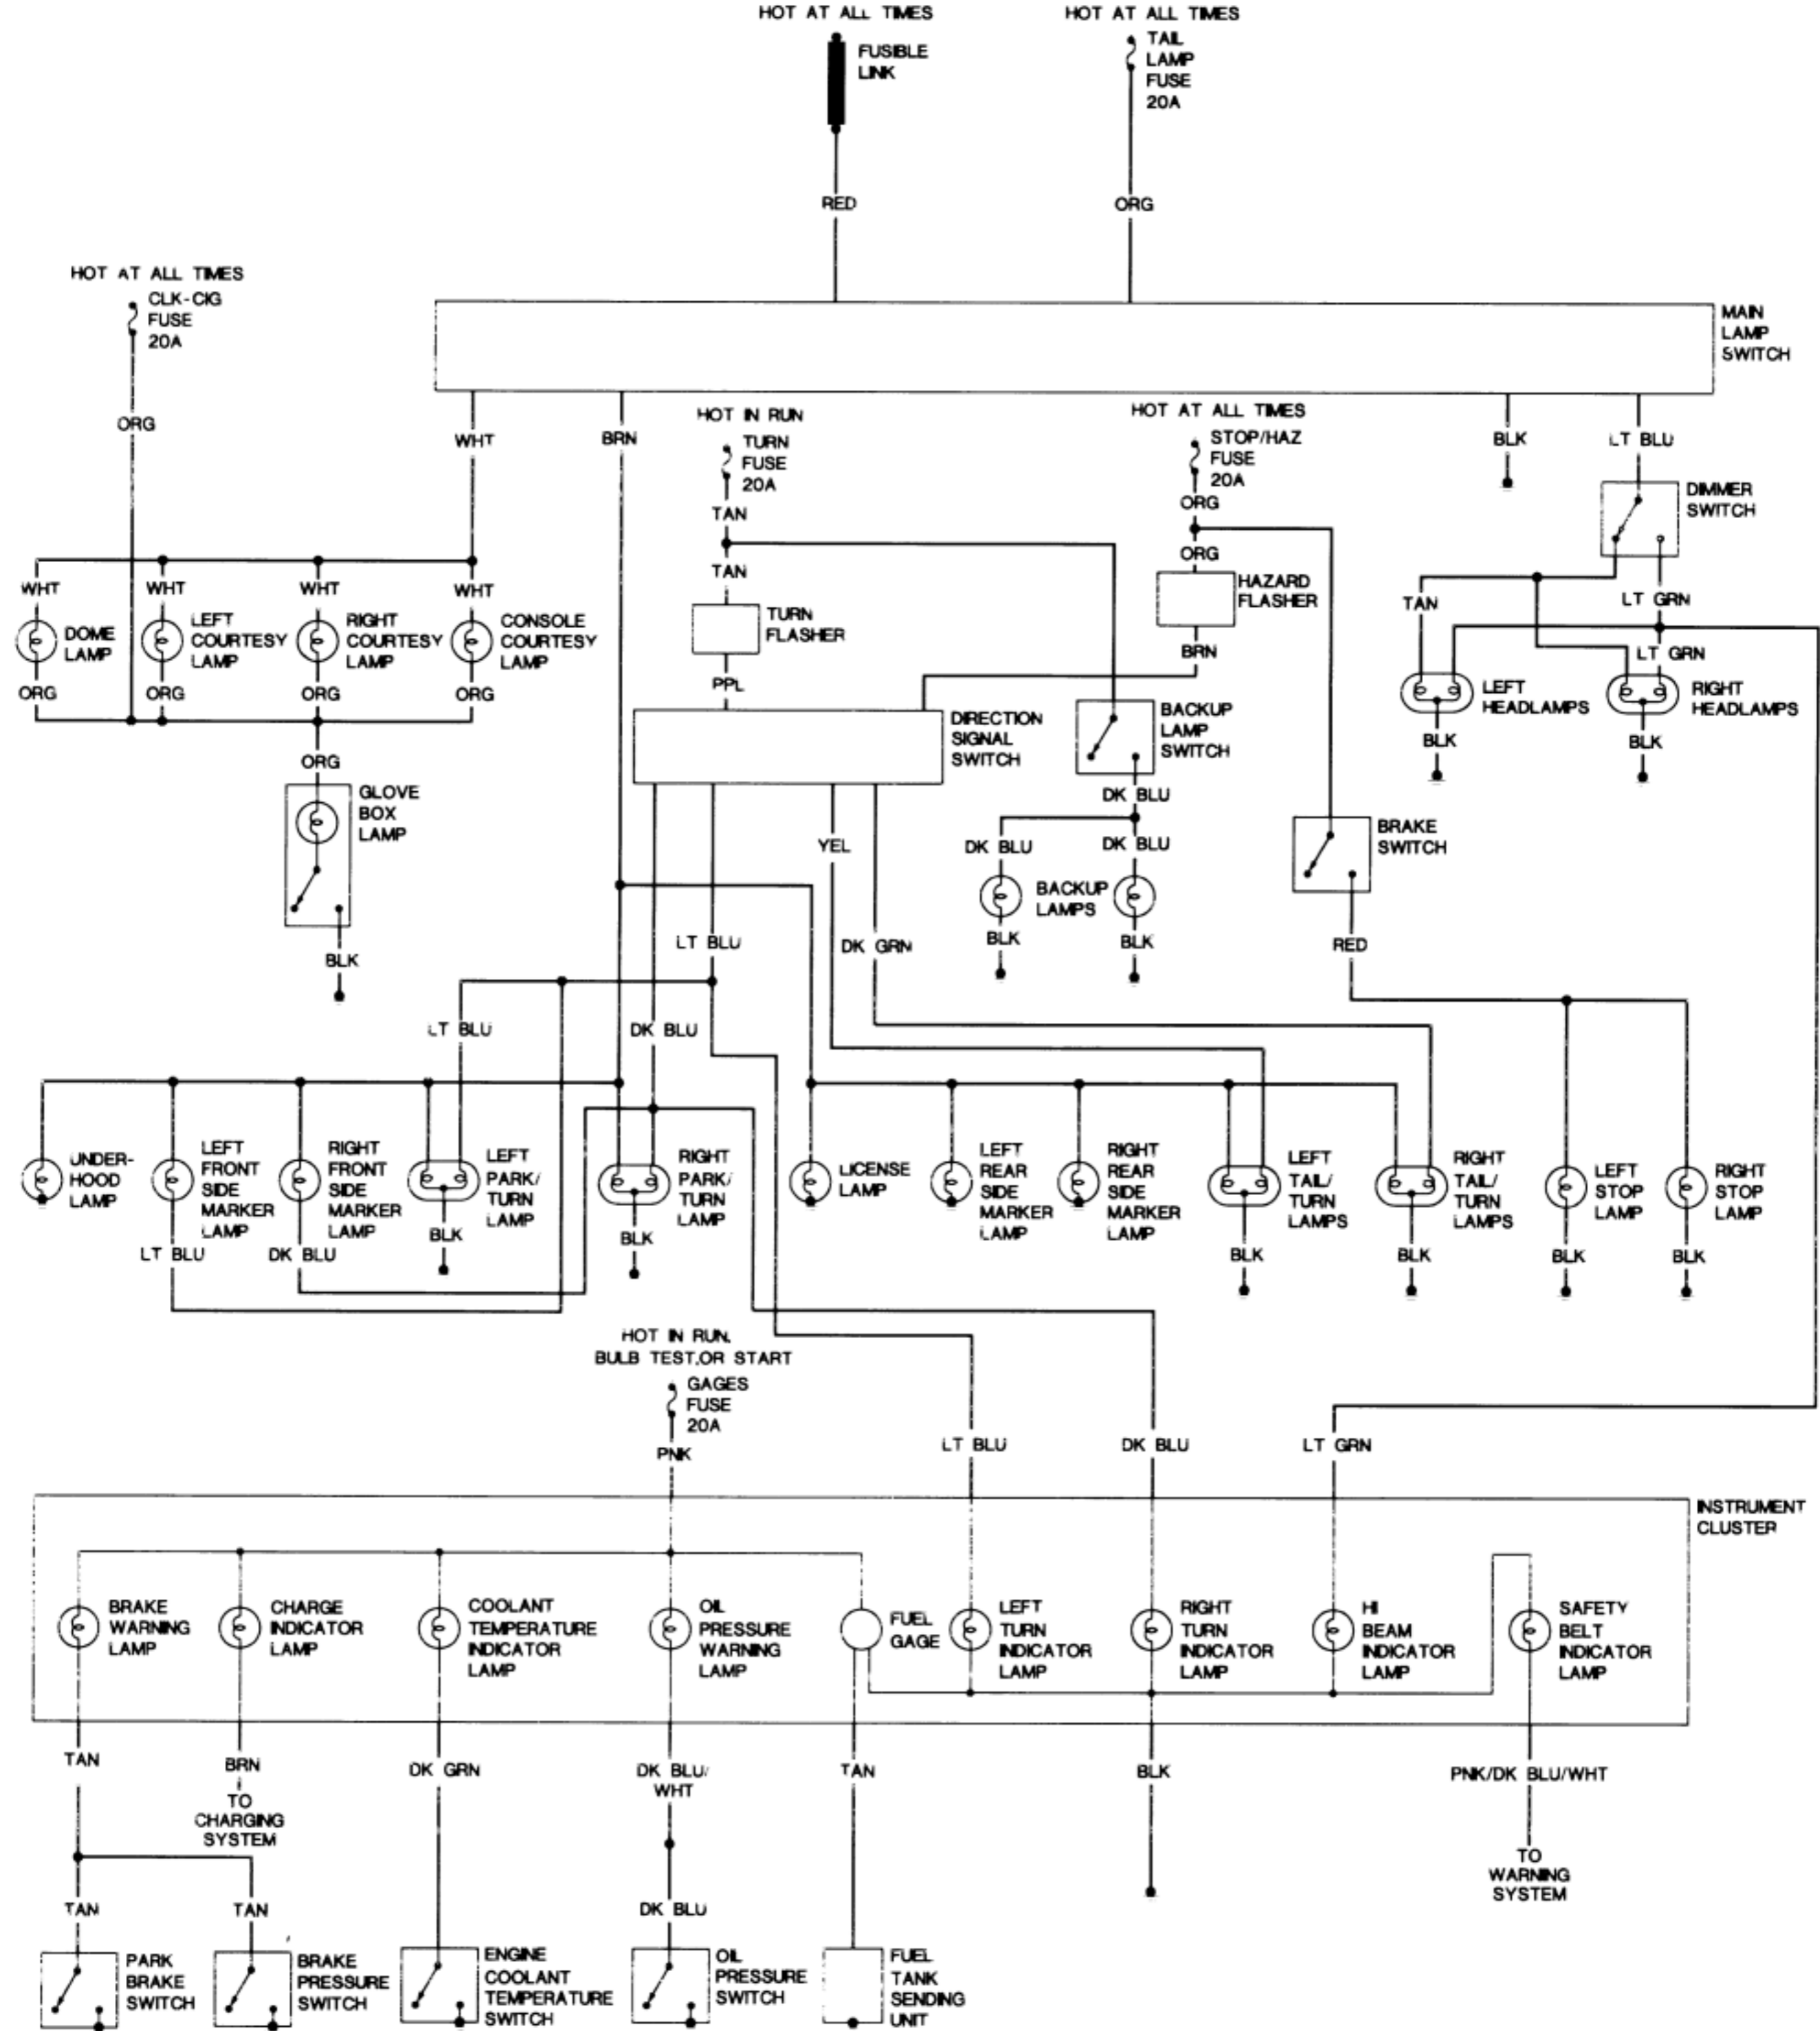 HOT AT ALL TIMES
FUSIBLE
LINK
HOT AT ALL TIMES
TAIL
LAMP
FUSE
20A
RED
ORG
HOT AT ALL TIMES
CLK-CIG
FUSE
20A
ORG
MAIN
LAMP
SWITCH
WHT
BRN
HOT IN RUN
TURN
FUSE
20A
TAN
TAN
TURN
FLASHER
PPL
HOT AT ALL TIMES
STOP/HAZ
FUSE
20A
ORG
ORG
HAZARD
FLASHER
BRN
BLK
LT BLU
DIMMER
SWITCH
TAN
LT GRN
LT GRN
LEFT
HEADLAMPS
RIGHT
HEADLAMPS
BLK
BLK
WHT
WHT
WHT
WHT
DOME
LAMP
LEFT
COURTESY
LAMP
RIGHT
COURTESY
LAMP
CONSOLE
COURTESY
LAMP
ORG
ORG
ORG
ORG
ORG
GLOVE
BOX
LAMP
BLK
DIRECTION
SIGNAL
SWITCH
BACKUP
LAMP
SWITCH
DK BLU
DK BLU
DK BLU
BACKUP
LAMPS
BLK
BLK
BRAKE
SWITCH
RED
YEL
LT BLU
DK GRN
LT BLU
DK BLU
UNDER-
HOOD
LAMP
LEFT
FRONT
SIDE
MARKER
LAMP
RIGHT
FRONT
SIDE
MARKER
LAMP
LEFT
PARK/
TURN
LAMP
RIGHT
PARK/
TURN
LAMP
LICENSE
LAMP
LEFT
REAR
SIDE
MARKER
LAMP
RIGHT
REAR
SIDE
MARKER
LAMP
LEFT
TAIL/
TURN
LAMPS
RIGHT
TAIL/
TURN
LAMPS
LEFT
STOP
LAMP
RIGHT
STOP
LAMP
LT BLU
DK BLU
BLK
BLK
BLK
BLK
BLK
BLK
HOT IN RUN,
BULB TEST,OR START
GAGES
FUSE
20A
PNK
LT BLU
DK BLU
LT GRN
INSTRUMENT
CLUSTER
BRAKE
WARNING
LAMP
CHARGE
INDICATOR
LAMP
COOLANT
TEMPERATURE
INDICATOR
LAMP
OIL
PRESSURE
WARNING
LAMP
FUEL
GAGE
LEFT
TURN
INDICATOR
LAMP
RIGHT
TURN
INDICATOR
LAMP
HI
BEAM
INDICATOR
LAMP
SAFETY
BELT
INDICATOR
LAMP
TAN
BRN
TO
CHARGING
SYSTEM
DK GRN
DK BLU/
WHT
TAN
BLK
PNK/DK BLU/WHT
TO
WARNING
SYSTEM
TAN
TAN
DK BLU
PARK
BRAKE
SWITCH
BRAKE
PRESSURE
SWITCH
ENGINE
COOLANT
TEMPERATURE
SWITCH
OIL
PRESSURE
SWITCH
FUEL
TANK
SENDING
UNIT